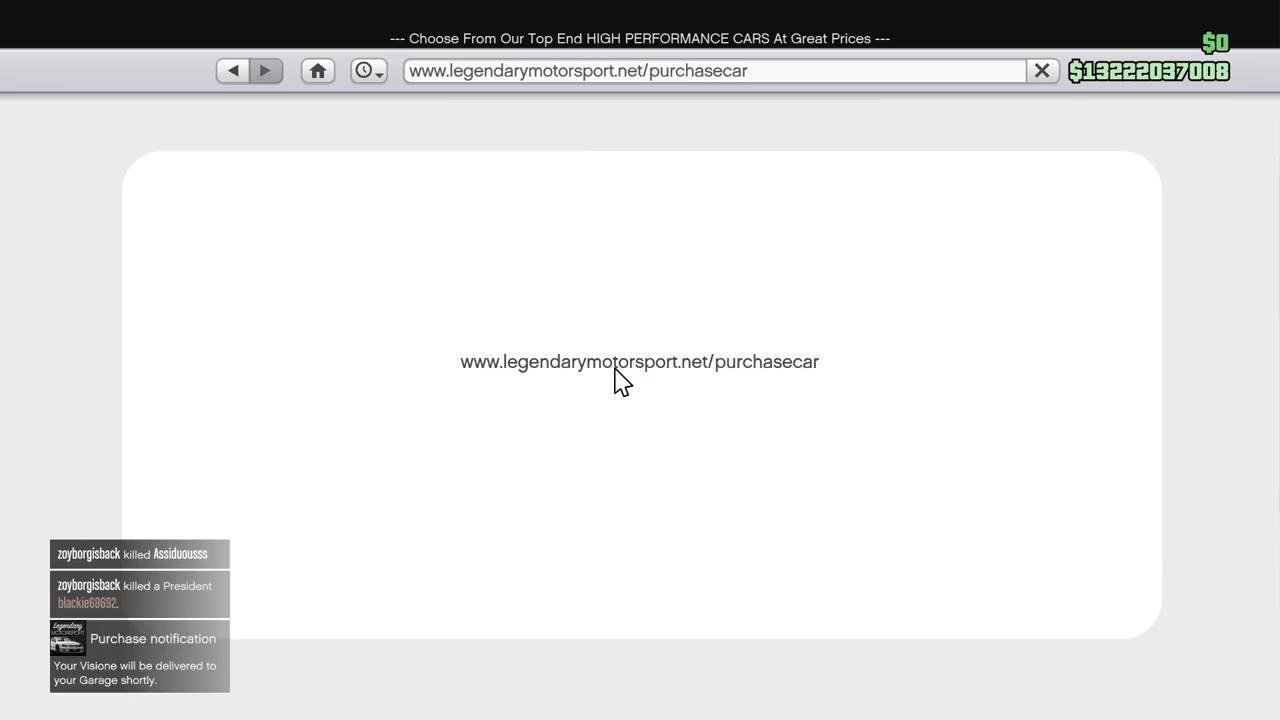 --- Choose From Our Top End HIGH PERFORMANCE CARS At Great Prices ---
$0
www.legendarymotorsport.net/purchasecar
$13222037008
www.legendarymotorsport.net/purchasecar
zoyborgisback killed Assiduousss
zoyborgisback killed a President
blackie68692.
Legendary
MOTORSPORT
Purchase notification
Your Visione will be delivered to
your Garage shortly.